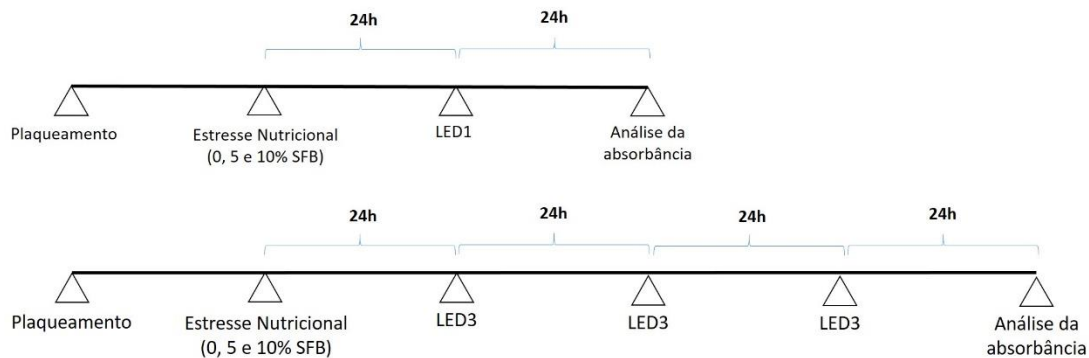 24h
24h
Plaqueamento
Estresse Nutricional
(0, 5 e 10% SFB)
LED1
Análise da
absorbância
24h
24h
24h
24h
Plaqueamento
Estresse Nutricional
(0, 5 e 10% SFB)
LED3
LED3
LED3
Análise da
absorbância